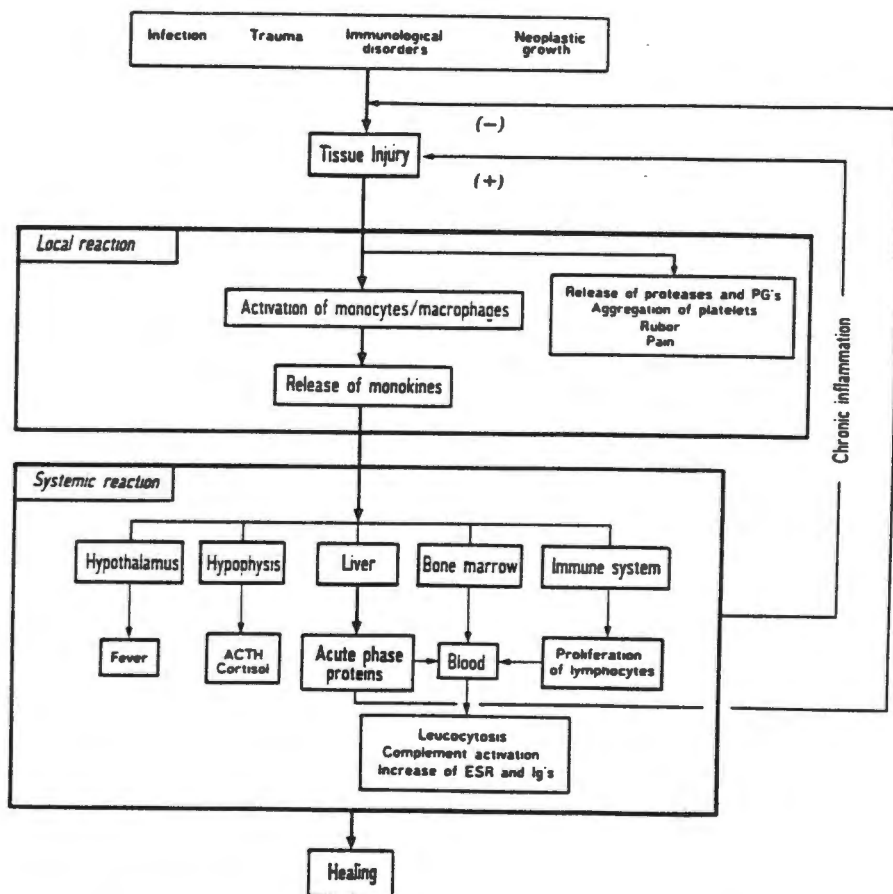 Infection Trauma Immunological disorders Neoplastic growth
(−)
Tissue Injury
(+)
Local reaction
Activation of monocytes/macrophages
Release of proteases and PG's
Aggregation of platelets
Rubor
Pain
Release of monokines
Chronic inflammation
Systemic reaction
Hypothalamus
Hypophysis
Liver
Bone marrow
Immune system
Fever
ACTH
Cortisol
Acute phase
proteins
Blood
Proliferation
of lymphocytes
Leucocytosis
Complement activation
Increase of ESR and Ig's
Healing